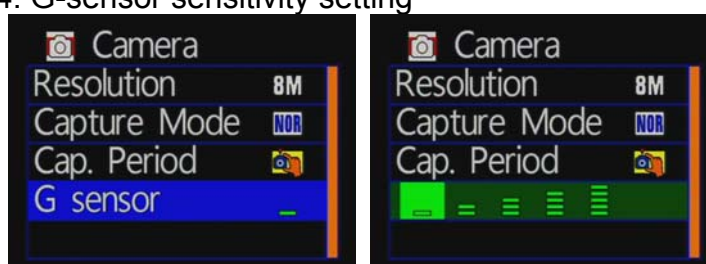 4. G-sensor sensitivity setting
Camera
Resolution 8M
Capture Mode NOR
Cap. Period
G sensor
Camera
Resolution 8M
Capture Mode NOR
Cap. Period